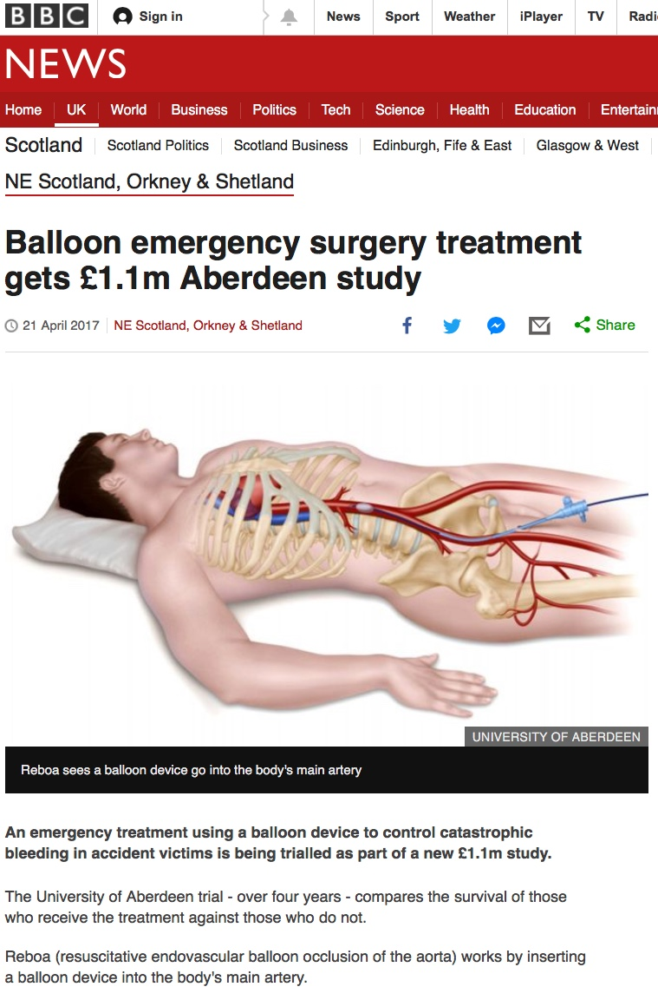 BBC Sign in News Sport Weather iPlayer TV
NEWS
Home UK World Business Politics Tech Science Health Education
Scotland Scotland Politics Scotland Business Edinburgh, Fife & East Glasgow & West
NE Scotland, Orkney & Shetland
Balloon emergency surgery treatment
gets £1.1m Aberdeen study
21 April 2017 NE Scotland, Orkney & Shetland Share
UNIVERSITY OF ABERDEEN
Reboa sees a balloon device go into the body's main artery
An emergency treatment using a balloon device to control catastrophic
bleeding in accident victims is being trialled as part of a new £1.1m study.
The University of Aberdeen trial - over four years - compares the survival of those
who receive the treatment against those who do not.
Reboa (resuscitative endovascular balloon occlusion of the aorta) works by inserting
a balloon device into the body's main artery.